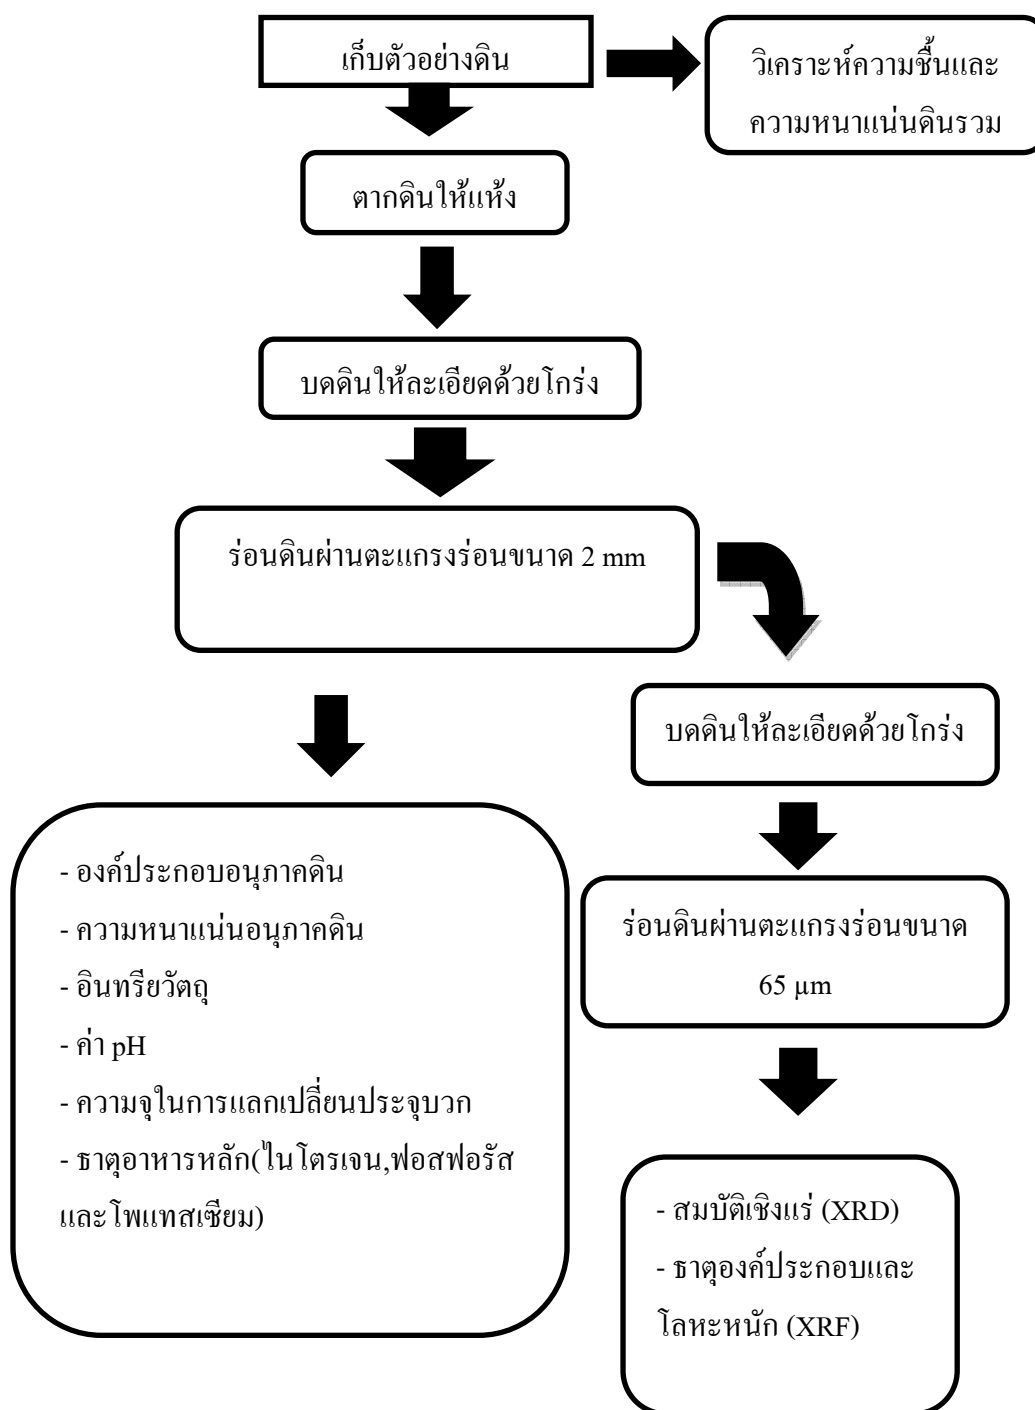 เก็บตัวอย่างดิน
วิเคราะห์ความชื้นและ
ความหนาแน่นดินรวม
ตากดินให้แห้ง
บดดินให้ละเอียดด้วยโกร่ง
ร่อนดินผ่านตะแกรงร่อนขนาด 2 mm
บดดินให้ละเอียดด้วยโกร่ง
ร่อนดินผ่านตะแกรงร่อนขนาด
65 µm
- องค์ประกอบอนุภาคดิน
- ความหนาแน่นอนุภาคดิน
- อินทรียวัตถุ
- ค่า pH
- ความจุในการแลกเปลี่ยนประจุบวก
- ธาตุอาหารหลัก(ไนโตรเจน,ฟอสฟอรัส
และโพแทสเซียม)
- สมบัติเชิงแร่ (XRD)
- ธาตุองค์ประกอบและ
โลหะหนัก (XRF)